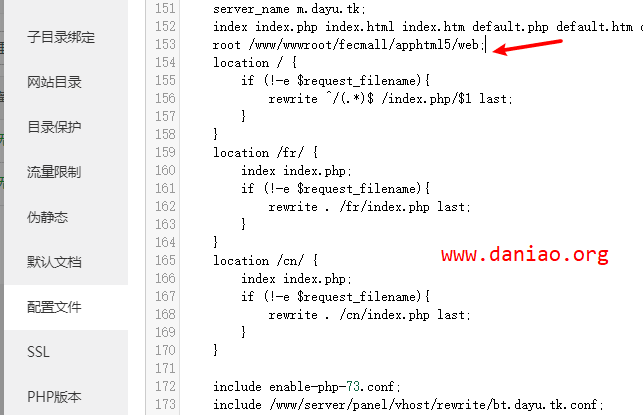 子目录绑定
网站目录
目录保护
流量限制
伪静态
默认文档
配置文件
SSL
PHP版本
151 server_name m.dayu.tk;
152 index index.php index.html index.htm default.php default.htm
153 root /www/wwwroot/fecmall/apphtml5/web;
154 location / {
155 if (!-e $request_filename){
156 rewrite ^/(.*)$ /index.php/$1 last;
157 }
158 }
159 location /fr/ {
160 index index.php;
161 if (!-e $request_filename){
162 rewrite . /fr/index.php last;
163 }
164 }
165 location /cn/ {
166 index index.php;
167 if (!-e $request_filename){
168 rewrite . /cn/index.php last;
169 }
170 }
171
172 include enable-php-73.conf;
173 include /www/server/panel/vhost/rewrite/bt.dayu.tk.conf;
www.daniao.org